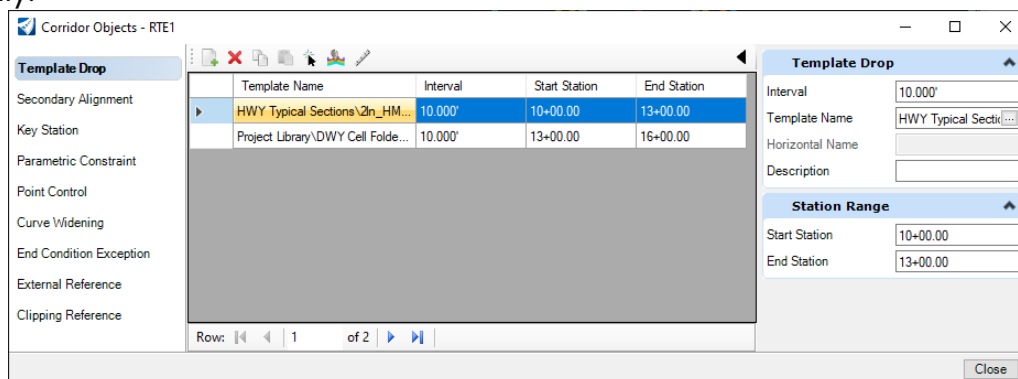 Corridor Objects - RTE1
Template Drop
Secondary Alignment
Key Station
Parametric Constraint
Point Control
Curve Widening
End Condition Exception
External Reference
Clipping Reference
Template Name Interval Start Station End Station
HWY Typical Sections\2ln_HM... 10.000' 10+00.00 13+00.00
Project Library\DWY Cell Folde... 10.000' 13+00.00 16+00.00
Row: 1 of 2
Template Drop
Interval 10.000'
Template Name HWY Typical Sectic ...
Horizontal Name
Description
Station Range
Start Station 10+00.00
End Station 13+00.00
Close